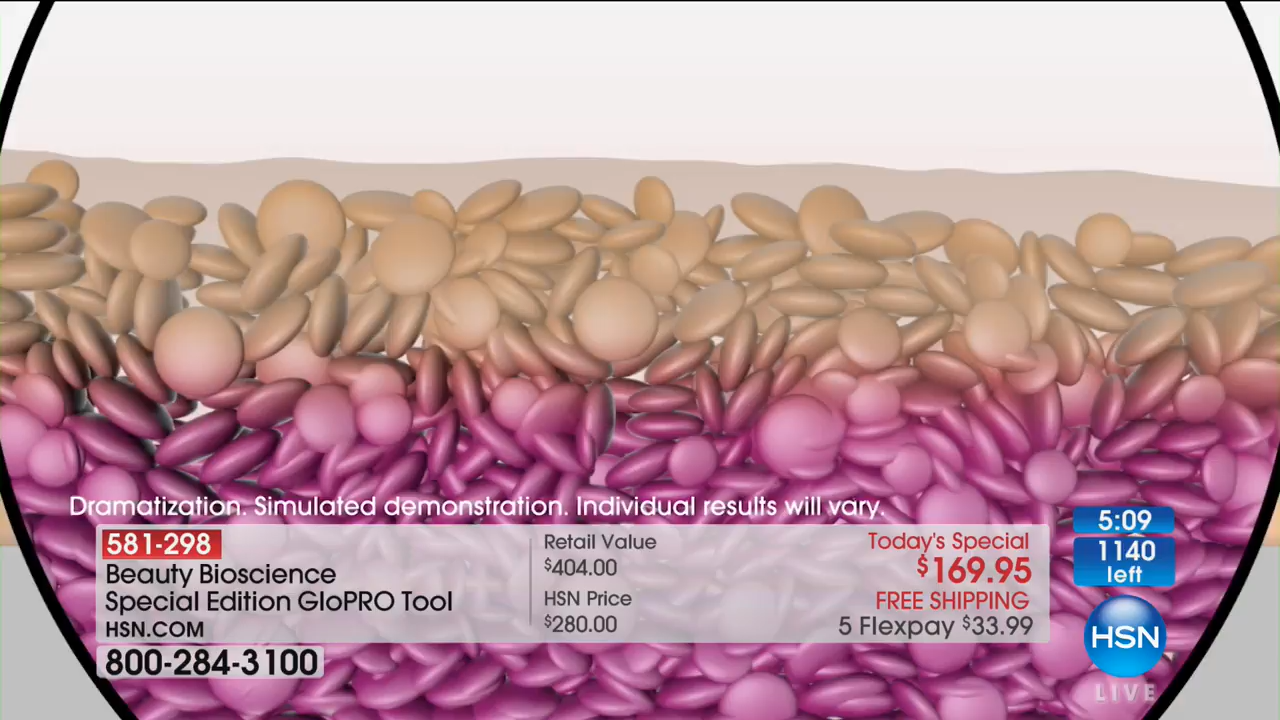 Dramatization. Simulated demonstration. Individual results will vary.
581-298
Beauty Bioscience
Special Edition GloPRO Tool
HSN.COM
800-284-3100
Retail Value
$404.00
HSN Price
$280.00
Today's Special
$169.95
FREE SHIPPING
5 Flexpay $33.99
5:09
1140
left
HSN
LIVE